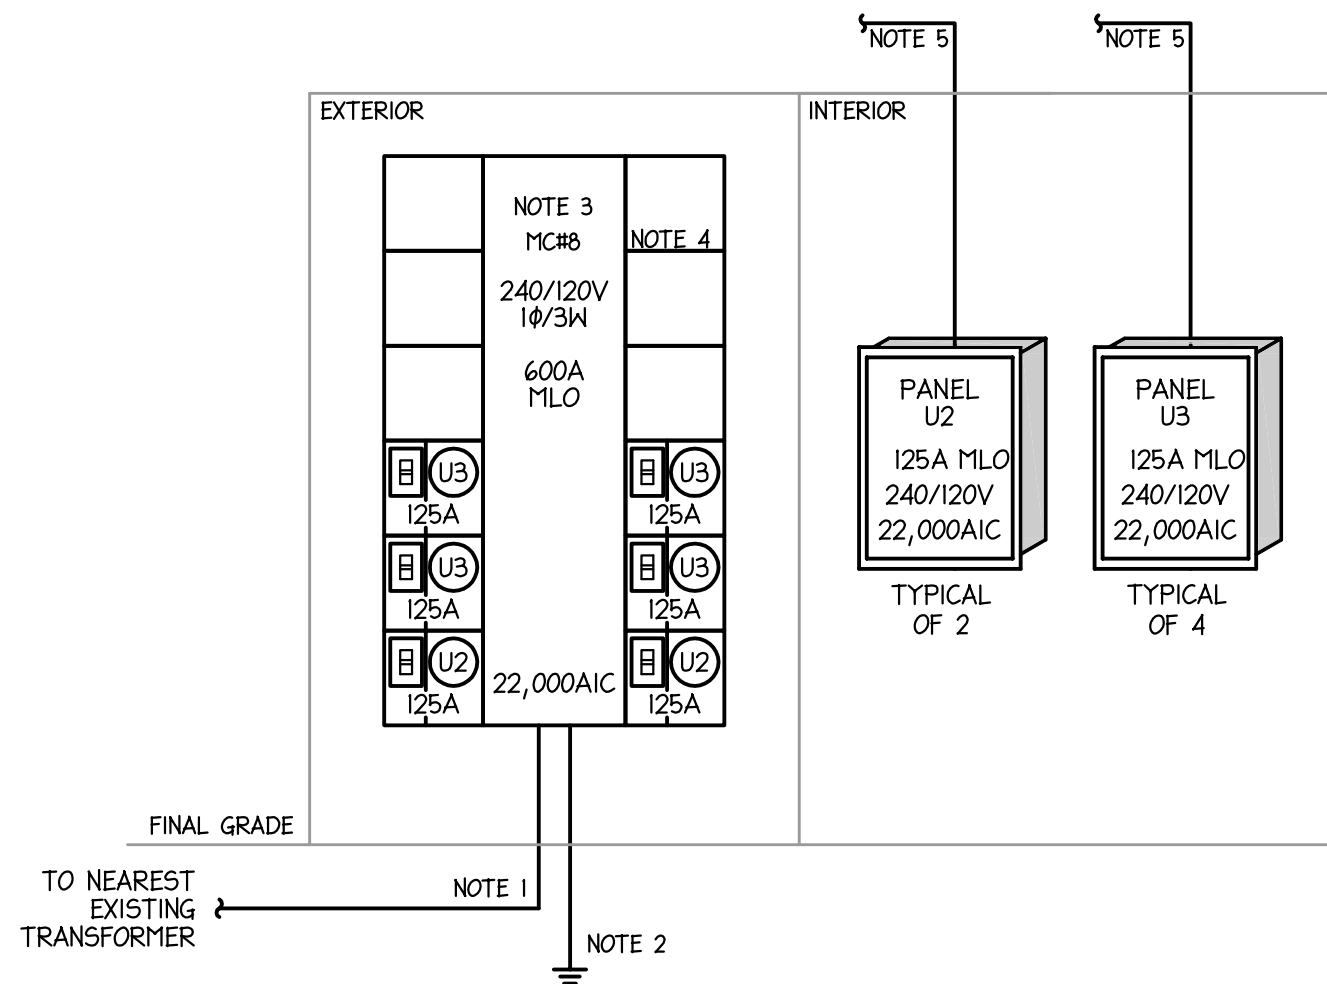 NOTE 5
NOTE 5
EXTERIOR
INTERIOR
NOTE 3
MC#8
NOTE 4
240/120V
1ϕ/3W
600A
MLO
U3
125A
U3
125A
U3
125A
U3
125A
U2
125A
22,000AIC
U2
125A
PANEL
U2
125A MLO
240/120V
22,000AIC
TYPICAL
OF 2
PANEL
U3
125A MLO
240/120V
22,000AIC
TYPICAL
OF 4
FINAL GRADE
TO NEAREST
EXISTING
TRANSFORMER
NOTE 1
NOTE 2